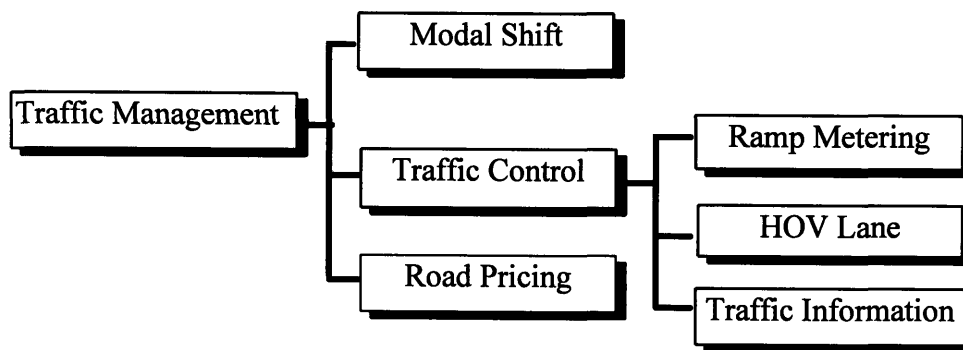 Modal Shift
Traffic Management
Traffic Control
Road Pricing
Ramp Metering
HOV Lane
Traffic Information